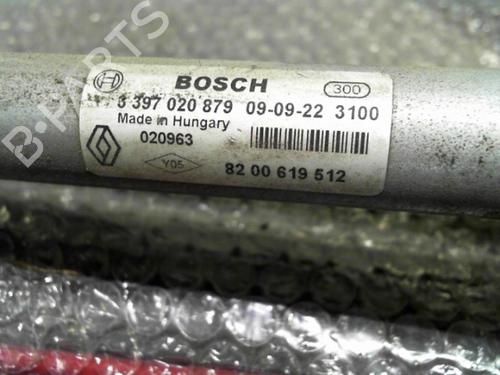 B-PARTS
BOSCH 300
3 397 020 879 09-09-22 3100
Made in Hungary
020963
Y05 82 00 619 512